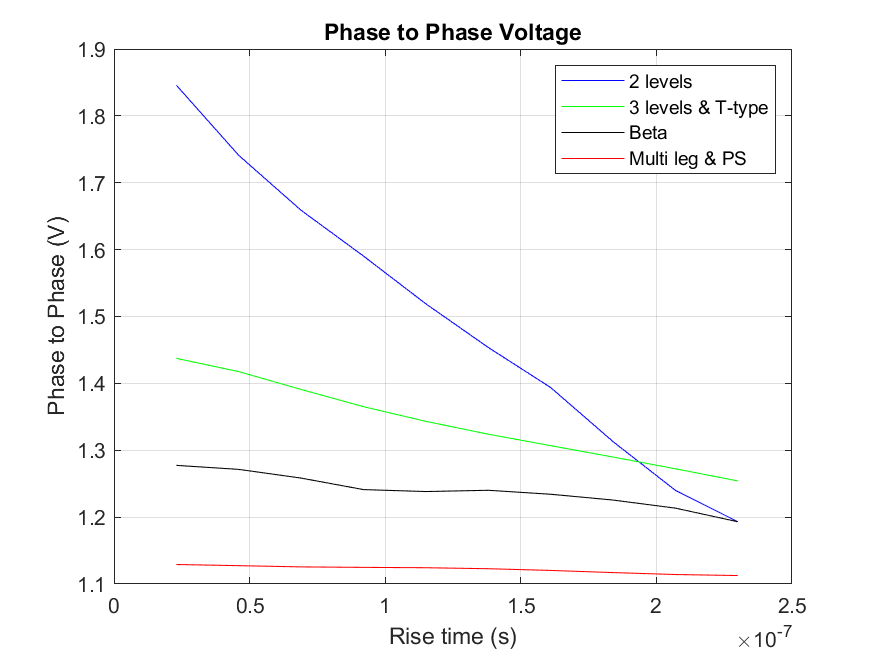 Phase to Phase Voltage
1.9
1.8
1.7
1.6
1.5
1.4
1.3
1.2
1.1
Phase to Phase (V)
2 levels
3 levels & T-type
Beta
Multi leg & PS
0 0.5 1 1.5 2 2.5
Rise time (s)
×10^-7